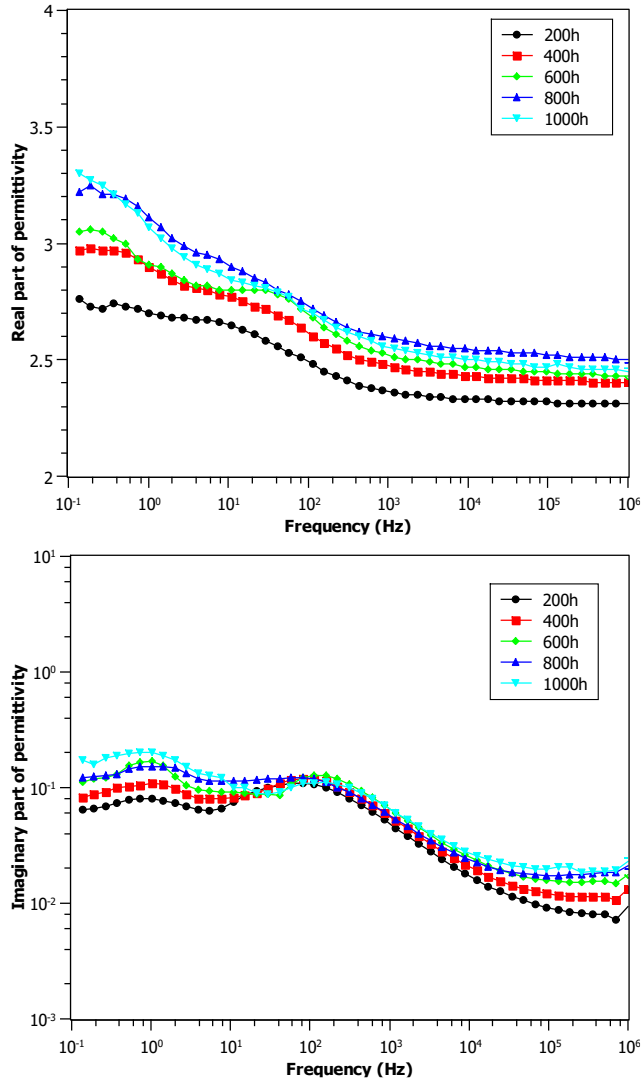 4
200h
400h
600h
800h
1000h
3.5
Real part of permittivity
3
2.5
2
10-1 100 101 102 103 104 105 106
Frequency (Hz)
101
200h
400h
600h
800h
1000h
100
Imaginary part of permittivity
10-1
10-2
10-3
10-1 100 101 102 103 104 105 106
Frequency (Hz)